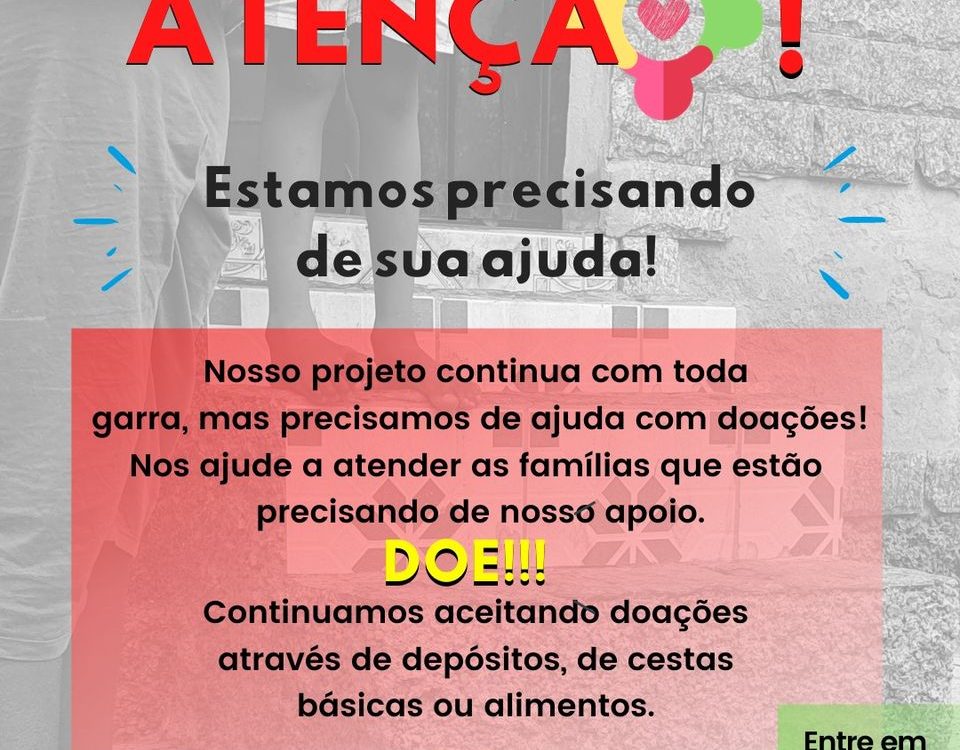 ATENÇÃO!
Estamos precisando
de sua ajuda!
Nosso projeto continua com toda
garra, mas precisamos de ajuda com doações!
Nos ajude a atender as famílias que estão
precisando de nosso apoio.
DOE!!!
Continuamos aceitando doações
através de depósitos, de cestas
básicas ou alimentos.
Entre em